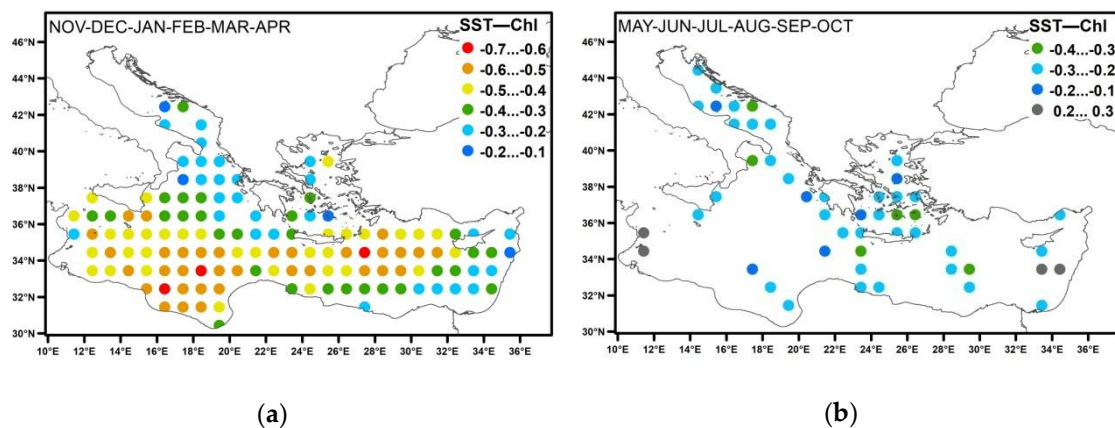 NOV-DEC-JAN-FEB-MAR-APR
SST—Chl
-0.7...-0.6
-0.6...-0.5
-0.5...-0.4
-0.4...-0.3
-0.3...-0.2
-0.2...-0.1
46°N
44°N
42°N
40°N
38°N
36°N
34°N
32°N
30°N
10°E 12°E 14°E 16°E 18°E 20°E 22°E 24°E 26°E 28°E 30°E 32°E 34°E 36°E
(a)
MAY-JUN-JUL-AUG-SEP-OCT
SST—Chl
-0.4...-0.3
-0.3...-0.2
-0.2...-0.1
0.2... 0.3
46°N
44°N
42°N
40°N
38°N
36°N
34°N
32°N
30°N
10°E 12°E 14°E 16°E 18°E 20°E 22°E 24°E 26°E 28°E 30°E 32°E 34°E 36°E
(b)